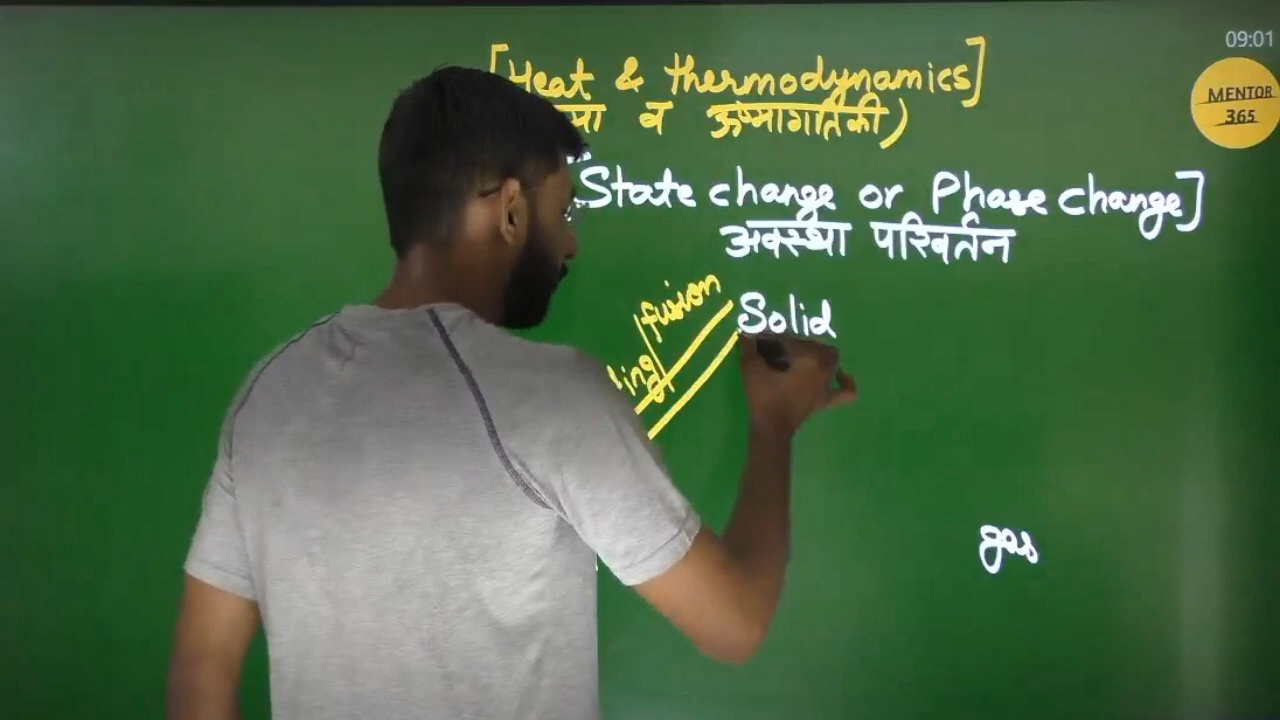 09:01
MENTOR
365
[Heat & thermodynamics]
व ऊष्मागतिकी)
State change or Phase change]
अवस्था परिवर्तन
fusion
Solid
gas